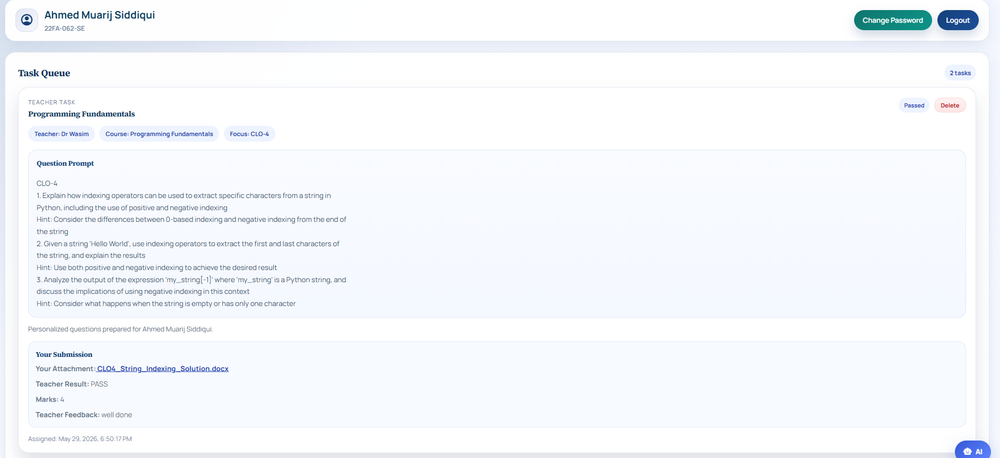 Ahmed Muarij Siddiqui
22FA-062-SE
Change Password
Logout
Task Queue
2 tasks
TEACHER TASK
Programming Fundamentals
Passed
Delete
Teacher: Dr Wasim
Course: Programming Fundamentals
Focus: CLO-4
Question Prompt
CLO-4
1. Explain how indexing operators can be used to extract specific characters from a string in
Python, including the use of positive and negative indexing
Hint: Consider the differences between 0-based indexing and negative indexing from the end of
the string
2. Given a string 'Hello World', use indexing operators to extract the first and last characters of
the string, and explain the results
Hint: Use both positive and negative indexing to achieve the desired result
3. Analyze the output of the expression 'my_string[-1]' where 'my_string' is a Python string, and
discuss the implications of using negative indexing in this context
Hint: Consider what happens when the string is empty or has only one character
Personalized questions prepared for Ahmed Muarij Siddiqui.
Your Submission
Your Attachment: CLO4_String_Indexing_Solution.docx
Teacher Result: PASS
Marks: 4
Teacher Feedback: well done
Assigned: May 29, 2026, 6:50:17 PM
AI